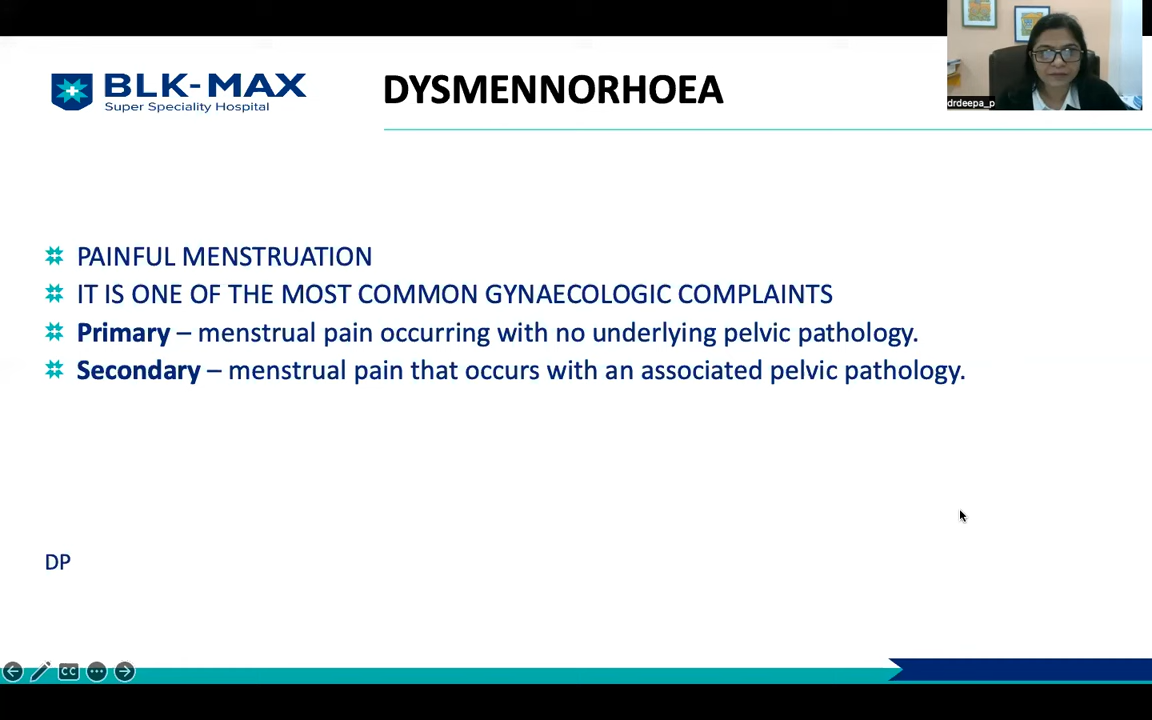 BLK-MAX
Super Speciality Hospital
DYSMENNORHOEA
drdeepa_p
PAINFUL MENSTRUATION
IT IS ONE OF THE MOST COMMON GYNAECOLOGIC COMPLAINTS
Primary – menstrual pain occurring with no underlying pelvic pathology.
Secondary – menstrual pain that occurs with an associated pelvic pathology.
DP
CC